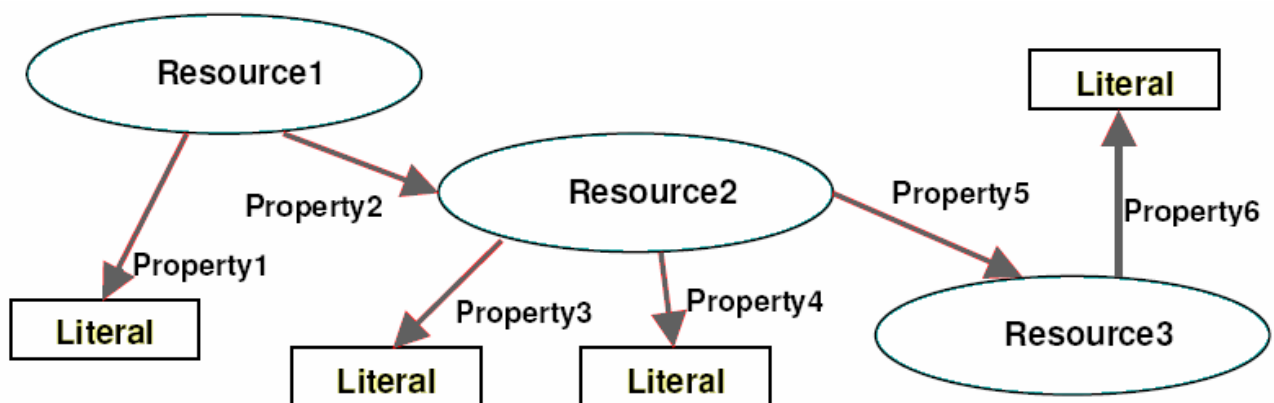 Resource1
Literal
Resource2
Property2
Property5
Property6
Property1
Property3
Property4
Literal
Resource3
Literal
Literal